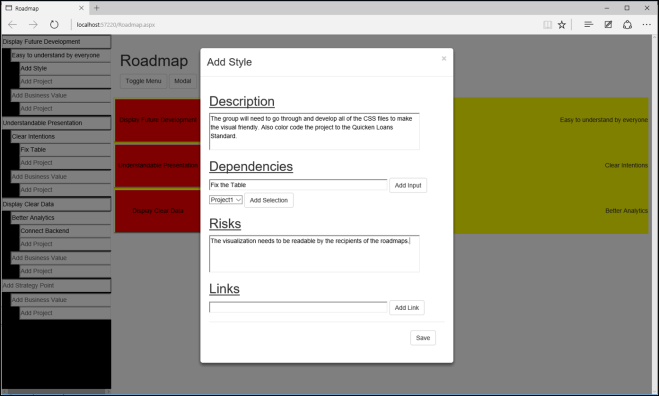 Roadmap
localhost:57220/Roadmap.aspx
Display Future Development
Easy to understand by everyone
Add Style
Add Project
Add Business Value
Add Project
Understandable Presentation
Clear Intentions
Fix Table
Add Project
Add Business Value
Add Project
Display Clear Data
Better Analytics
Connect Backend
Add Project
Add Business Value
Add Project
Add Strategy Point
Add Business Value
Add Project
Roadmap
Toggle Menu Modal
Display Future Development
Understandable Presentation
Display Clear Data
Add Style ×
Description
The group will need to go through and develop all of the CSS files to make
the visual friendly. Also color code the project to the Quicken Loans
Standard.
Dependencies
Fix the Table Add Input
Project1 Add Selection
Risks
The visualization needs to be readable by the recipients of the roadmaps.
Links
Add Link
Save
Easy to understand by everyone
Clear Intentions
Better Analytics